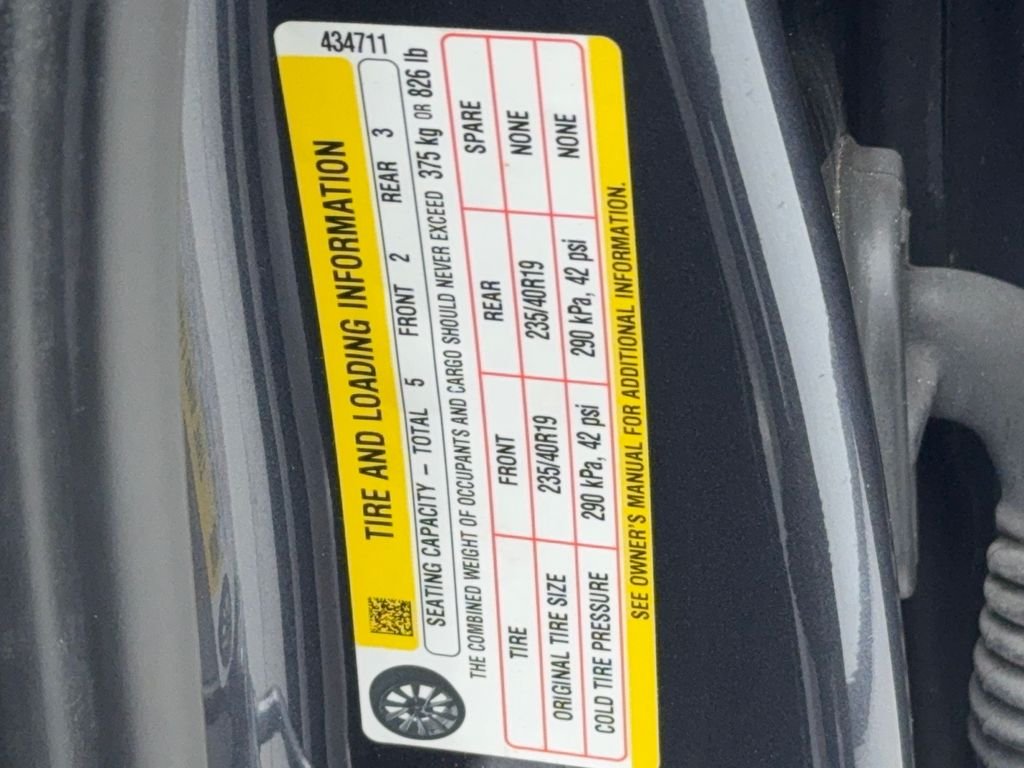 434711
TIRE AND LOADING INFORMATION
SEATING CAPACITY – TOTAL 5 FRONT 2 REAR 3
THE COMBINED WEIGHT OF OCCUPANTS AND CARGO SHOULD NEVER EXCEED 375 kg OR 826 lb
TIRE FRONT REAR SPARE
ORIGINAL TIRE SIZE 235/40R19 235/40R19 NONE
COLD TIRE PRESSURE 290 kPa, 42 psi 290 kPa, 42 psi NONE
SEE OWNER'S MANUAL FOR ADDITIONAL INFORMATION.